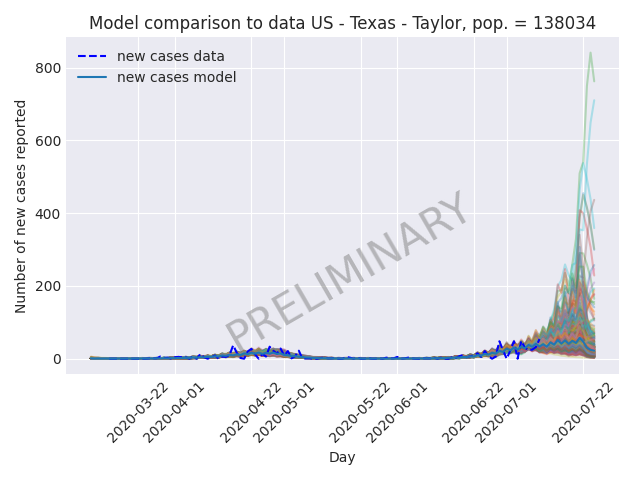 Model comparison to data US - Texas - Taylor, pop. = 138034
new cases data
new cases model
800
600
400
200
0
Number of new cases reported
PRELIMINARY
2020-03-22
2020-04-01
2020-04-22
2020-05-01
2020-05-22
2020-06-01
2020-06-22
2020-07-01
2020-07-22
Day